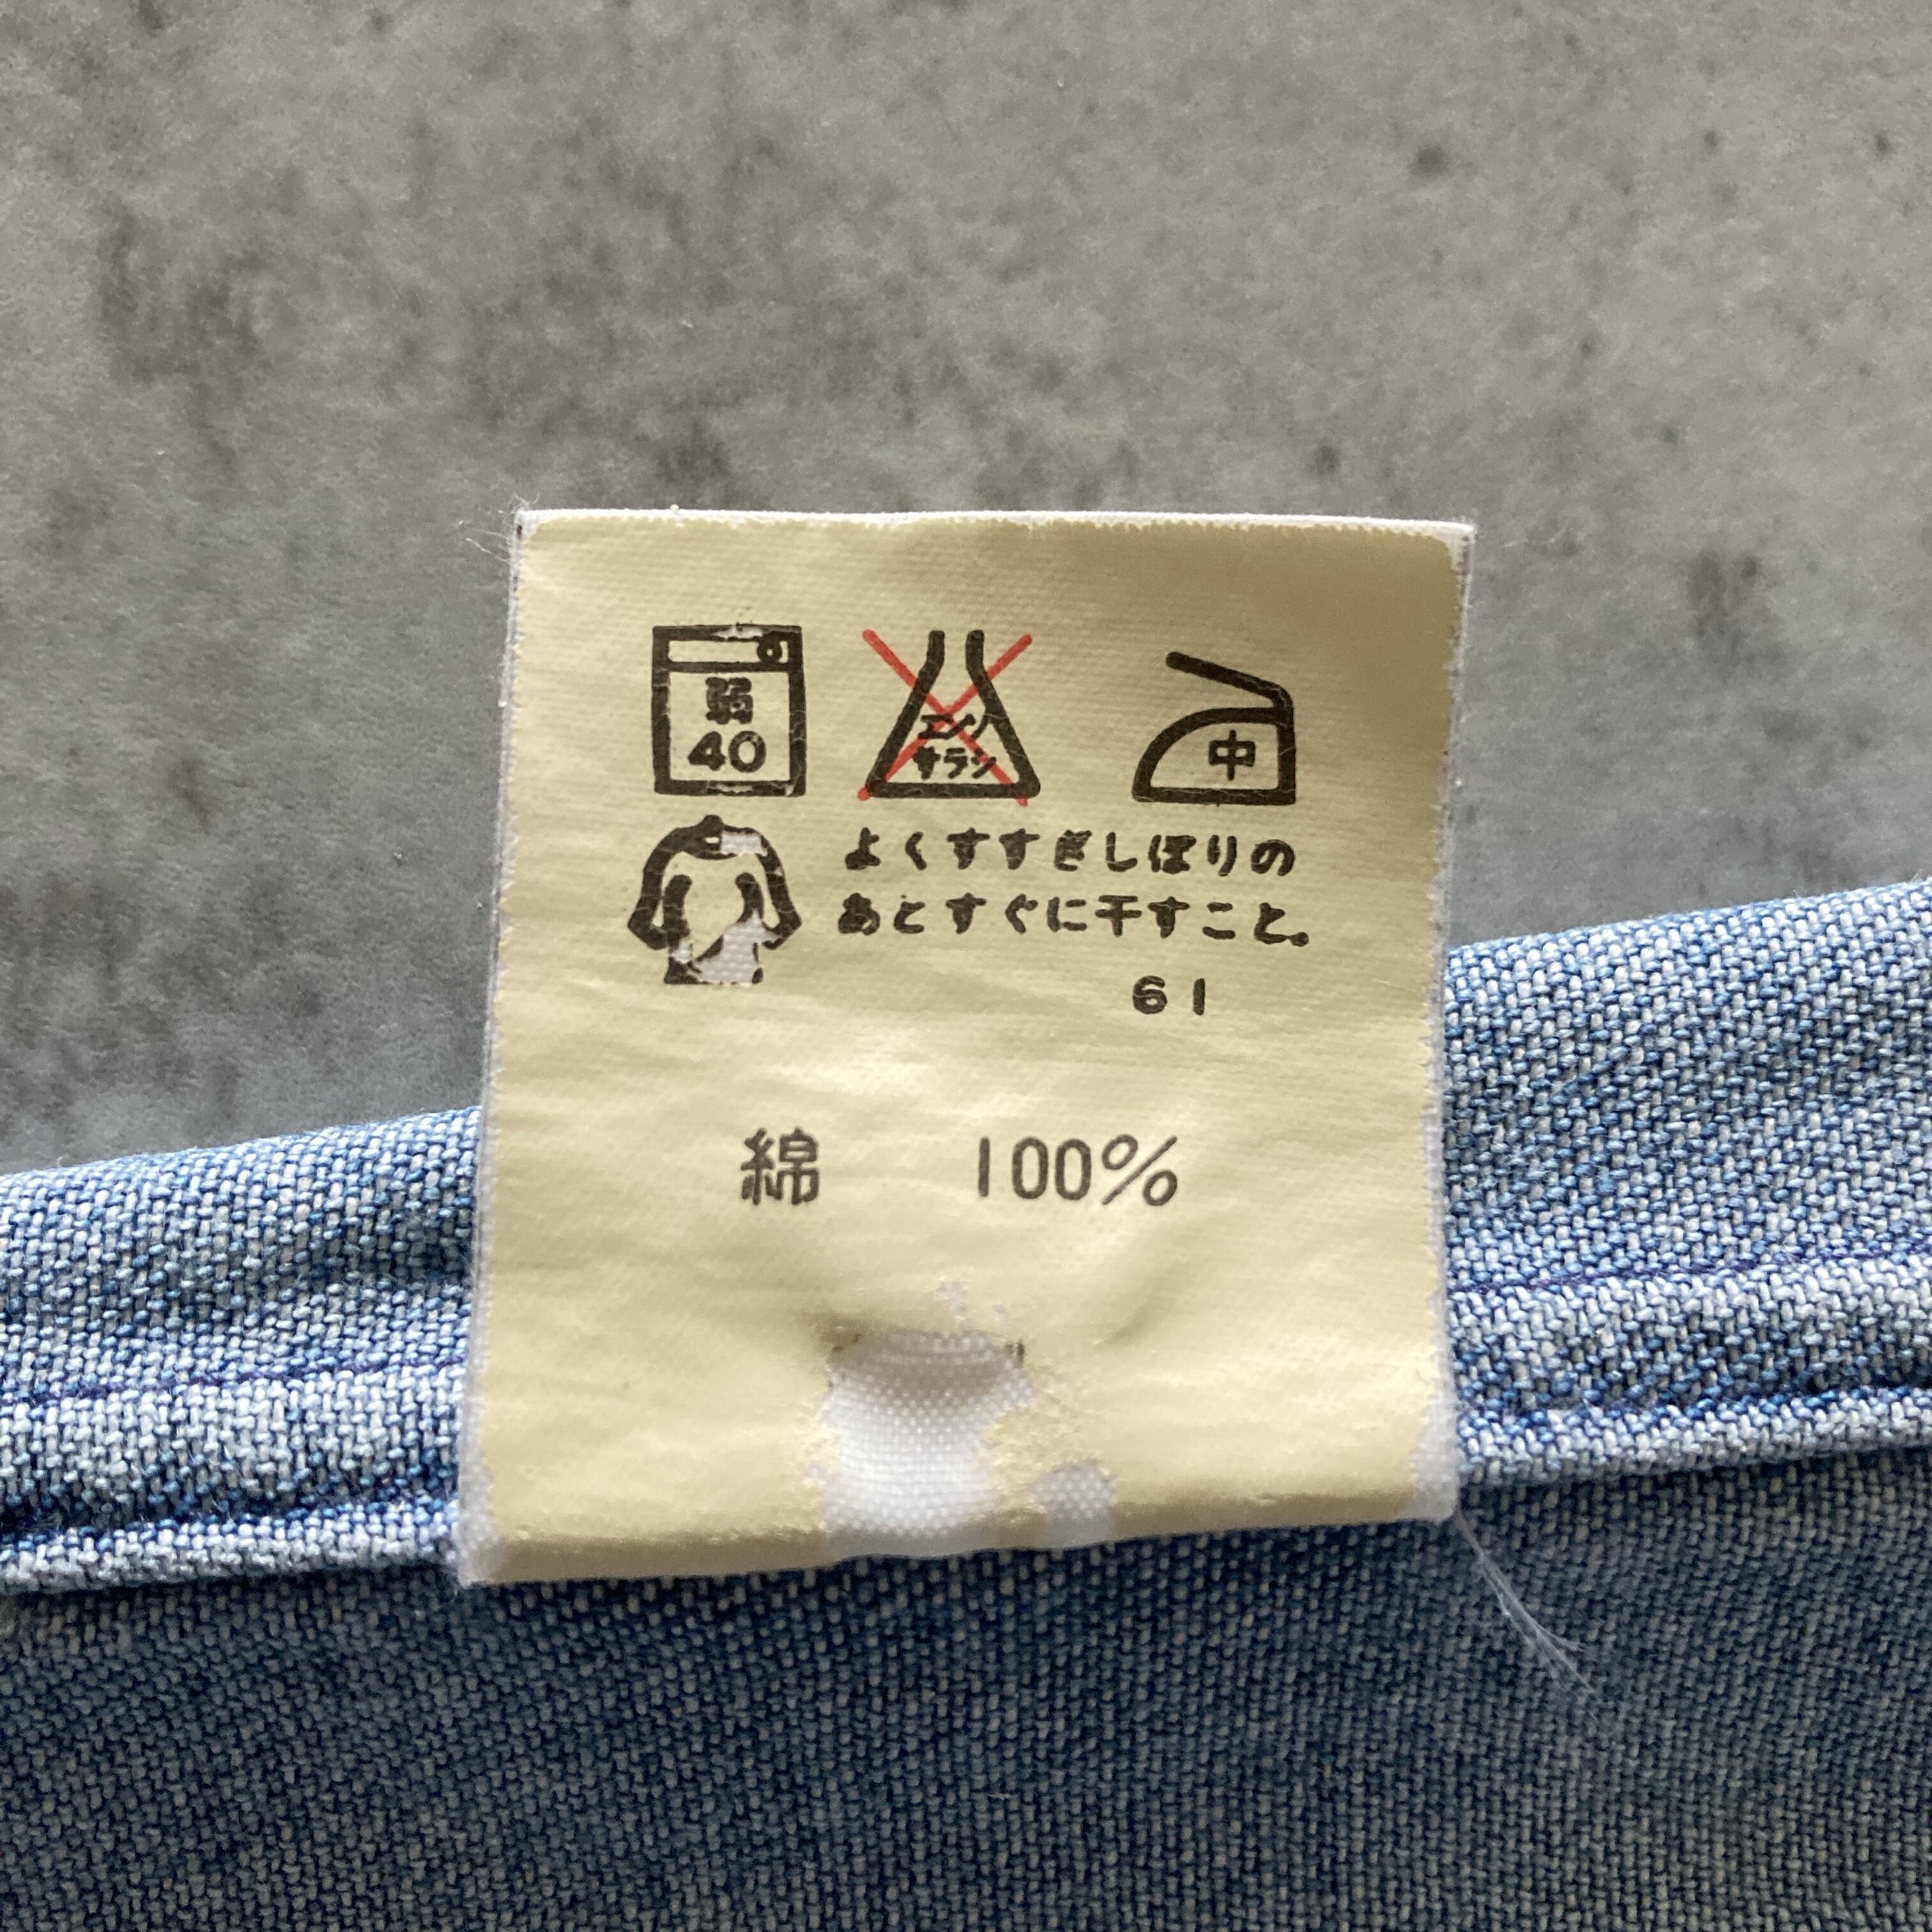 弱
40
エンソ
サラシ
中
よくすすぎしぼりの
あとすぐに干すこと。
61
綿 100%